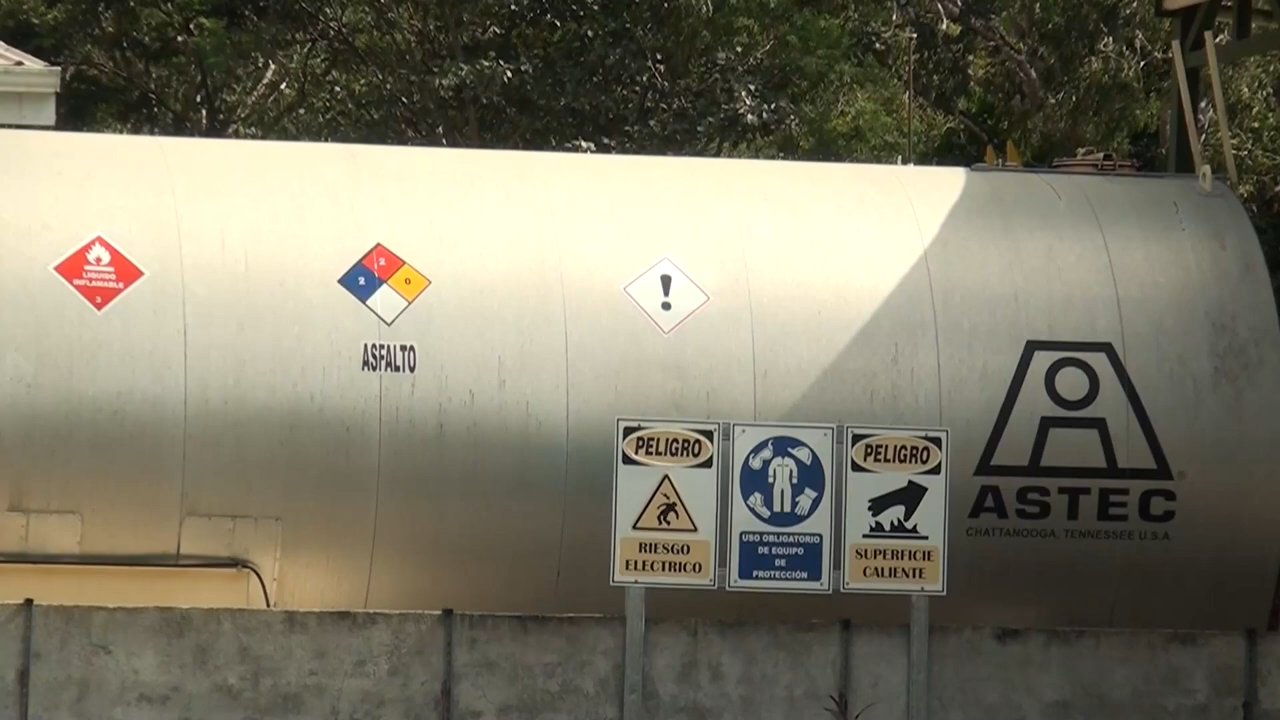 LIQUIDO
INFLAMABLE
3
2
2
0
ASFALTO
!
PELIGRO
RIESGO
ELECTRICO
USO OBLIGATORIO
DE EQUIPO
DE
PROTECCIÓN
PELIGRO
SUPERFICIE
CALIENTE
ASTEC
CHATTANOOGA, TENNESSEE U.S.A